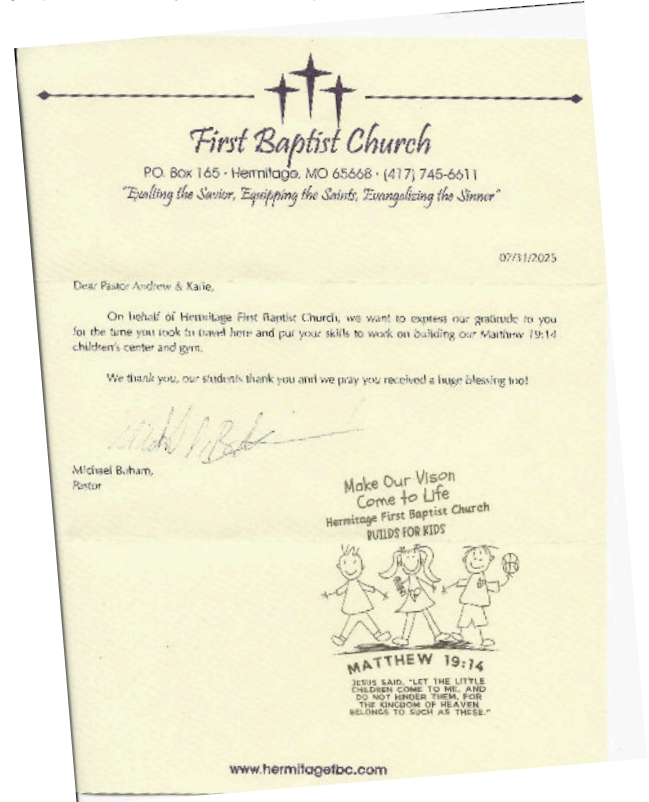 First Baptist Church
P.O. Box 165 · Hermitage, MO 65668 · (417) 745-6611
"Exalting the Savior, Equipping the Saints, Evangelizing the Sinner"
07/31/2025
Dear Pastor Andrew & Karie,
On behalf of Hermitage First Baptist Church, we want to express our gratitude to you
for the time you took to travel here and put your skills to work on building our Matthew 19:14
children's center and gym.
We thank you, our students thank you and we pray you received a huge blessing too!
Michael
Pastor
Make Our Vison
Come to Life
Hermitage First Baptist Church
BUILDS FOR KIDS
MATTHEW 19:14
JESUS SAID, "LET THE LITTLE
CHILDREN COME TO ME, AND
DO NOT HINDER THEM, FOR
THE KINGDOM OF HEAVEN
BELONGS TO SUCH AS THESE."
www.hermitagefbc.com